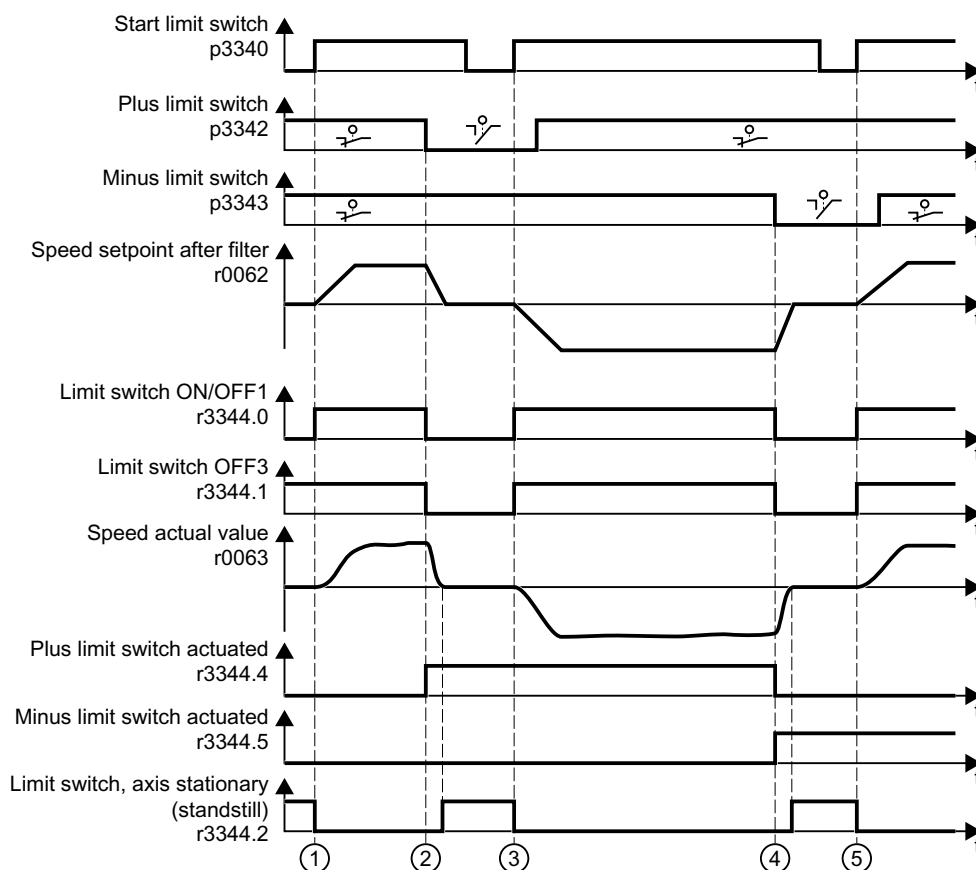 Start limit switch
p3340
t
Plus limit switch
p3342
t
Minus limit switch
p3343
t
Speed setpoint after filter
r0062
t
Limit switch ON/OFF1
r3344.0
t
Limit switch OFF3
r3344.1
t
Speed actual value
r0063
t
Plus limit switch actuated
r3344.4
t
Minus limit switch actuated
r3344.5
t
Limit switch, axis stationary
(standstill)
r3344.2
t
1 2 3 4 5